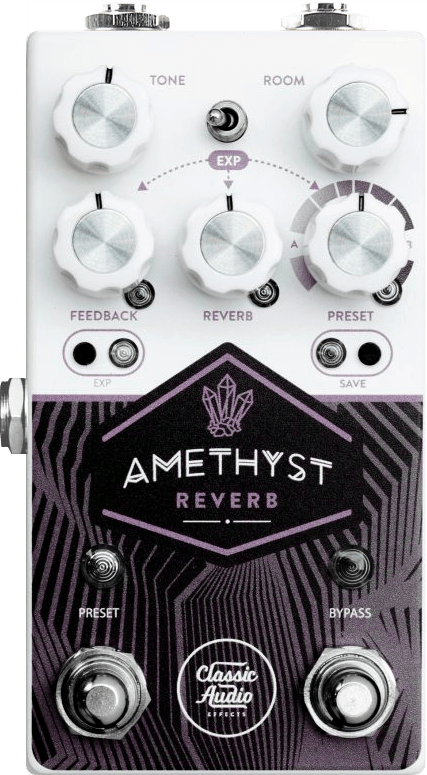 TONE
ROOM
EXP
A
B
FEEDBACK
REVERB
PRESET
EXP
SAVE
AMETHYST
REVERB
PRESET
BYPASS
Classic
Audio
EFFECTS